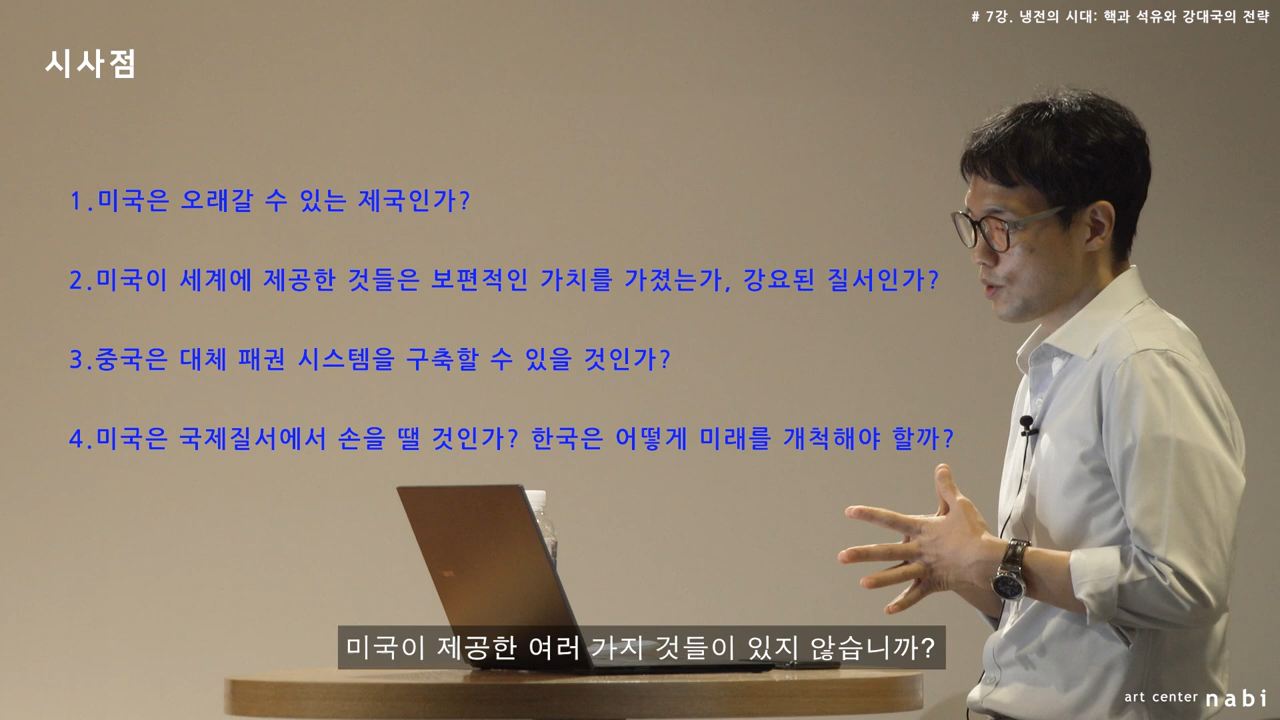 # 7강. 냉전의 시대: 핵과 석유와 강대국의 전략
시사점
1.미국은 오래갈 수 있는 제국인가?
2.미국이 세계에 제공한 것들은 보편적인 가치를 가졌는가, 강요된 질서인가?
3.중국은 대체 패권 시스템을 구축할 수 있을 것인가?
4.미국은 국제질서에서 손을 땔 것인가? 한국은 어떻게 미래를 개척해야 할까?
미국이 제공한 여러 가지 것들이 있지 않습니까?
art center nabi